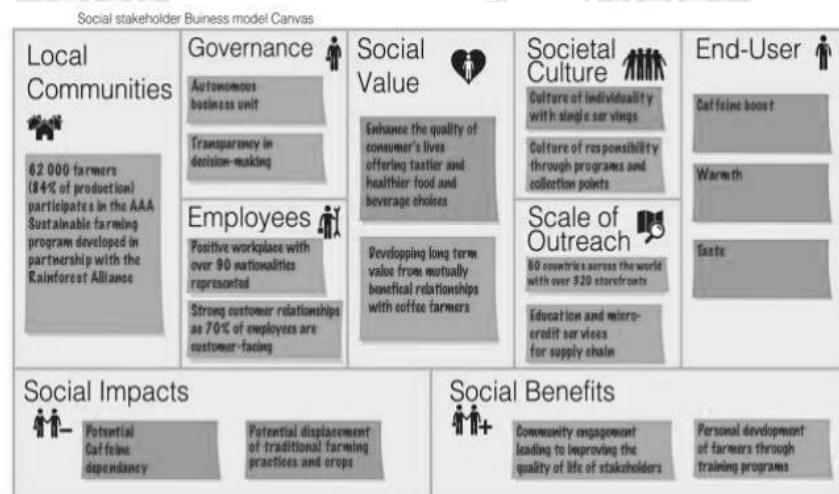 Social stakeholder Buiness model Canvas
Local
Communities
62 000 farmers
(84% of production)
participates in the AAA
Sustainable farming
program developed in
partnership with the
Rainforest Alliance
Governance
Autonomous
business unit
Transparency in
decision-making
Employees
Positive workplace with
over 90 nationalities
represented
Strong customer relationships
as 70% of employees are
customer-facing
Social
Value
Enhance the quality of
consumer's lives
offering tastier and
healthier food and
beverage choices
Developping long term
value from mutually
benefical relationships
with coffee farmers
Societal
Culture
Culture of individuality
with single servings
Culture of responsibility
through programs and
collection points
Scale of
Outreach
60 countries across the world
with over 320 storefronts
Education and micro-
credit services
for supply chain
End-User
Caffeine boost
Warmth
Taste
Social Impacts
Potential
Caffeine
dependancy
Potential displacement
of traditional farming
practices and crops
Social Benefits
Community engagement
leading to improving the
quality of life of stakeholders
Personal development
of farmers through
training programs